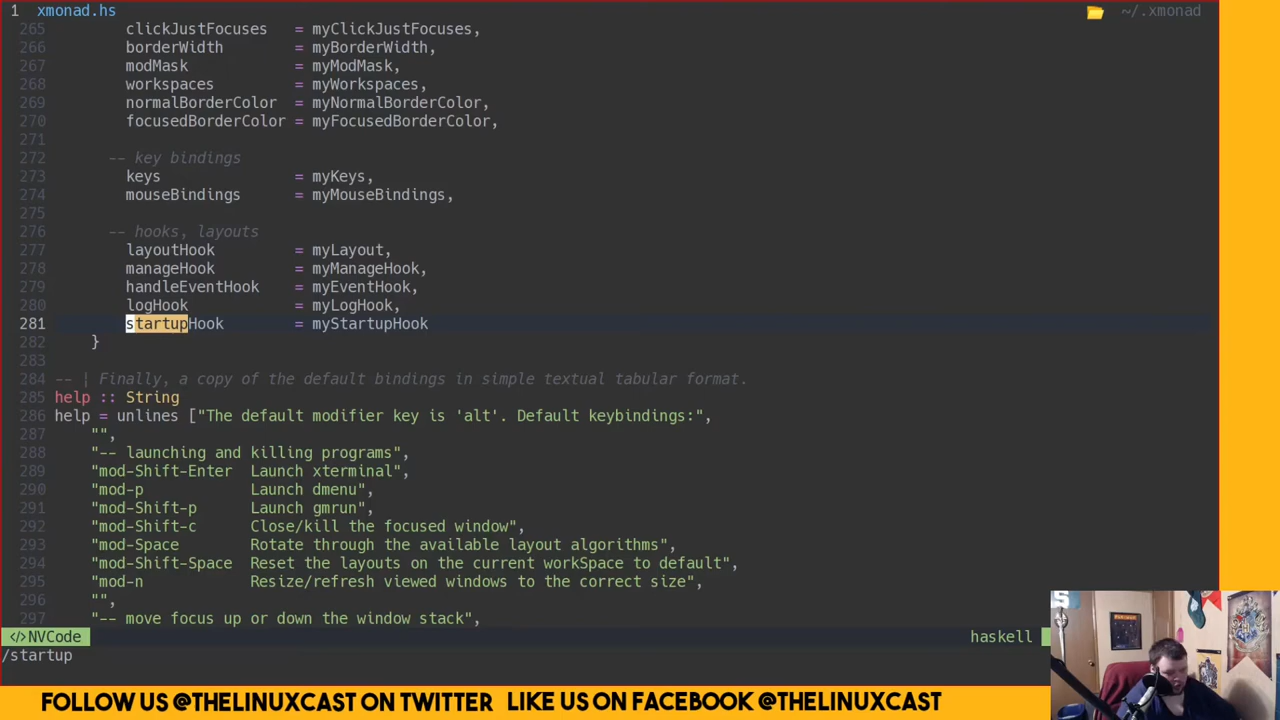 1 xmonad.hs ~/.xmonad
265 clickJustFocuses = myClickJustFocuses,
266 borderWidth = myBorderWidth,
267 modMask = myModMask,
268 workspaces = myWorkspaces,
269 normalBorderColor = myNormalBorderColor,
270 focusedBorderColor = myFocusedBorderColor,
271
272 -- key bindings
273 keys = myKeys,
274 mouseBindings = myMouseBindings,
275
276 -- hooks, layouts
277 layoutHook = myLayout,
278 manageHook = myManageHook,
279 handleEventHook = myEventHook,
280 logHook = myLogHook,
281 startupHook = myStartupHook
282 }
283
284 -- | Finally, a copy of the default bindings in simple textual tabular format.
285 help :: String
286 help = unlines ["The default modifier key is 'alt'. Default keybindings:",
287 "",
288 "-- launching and killing programs",
289 "mod-Shift-Enter Launch xterminal",
290 "mod-p Launch dmenu",
291 "mod-Shift-p Launch gmrun",
292 "mod-Shift-c Close/kill the focused window",
293 "mod-Space Rotate through the available layout algorithms",
294 "mod-Shift-Space Reset the layouts on the current workSpace to default",
295 "mod-n Resize/refresh viewed windows to the correct size",
296 "",
297 "-- move focus up or down the window stack",
</>NVCode haskell
/startup
FOLLOW US @THELINUXCAST ON TWITTER LIKE US ON FACEBOOK @THELINUXCAST